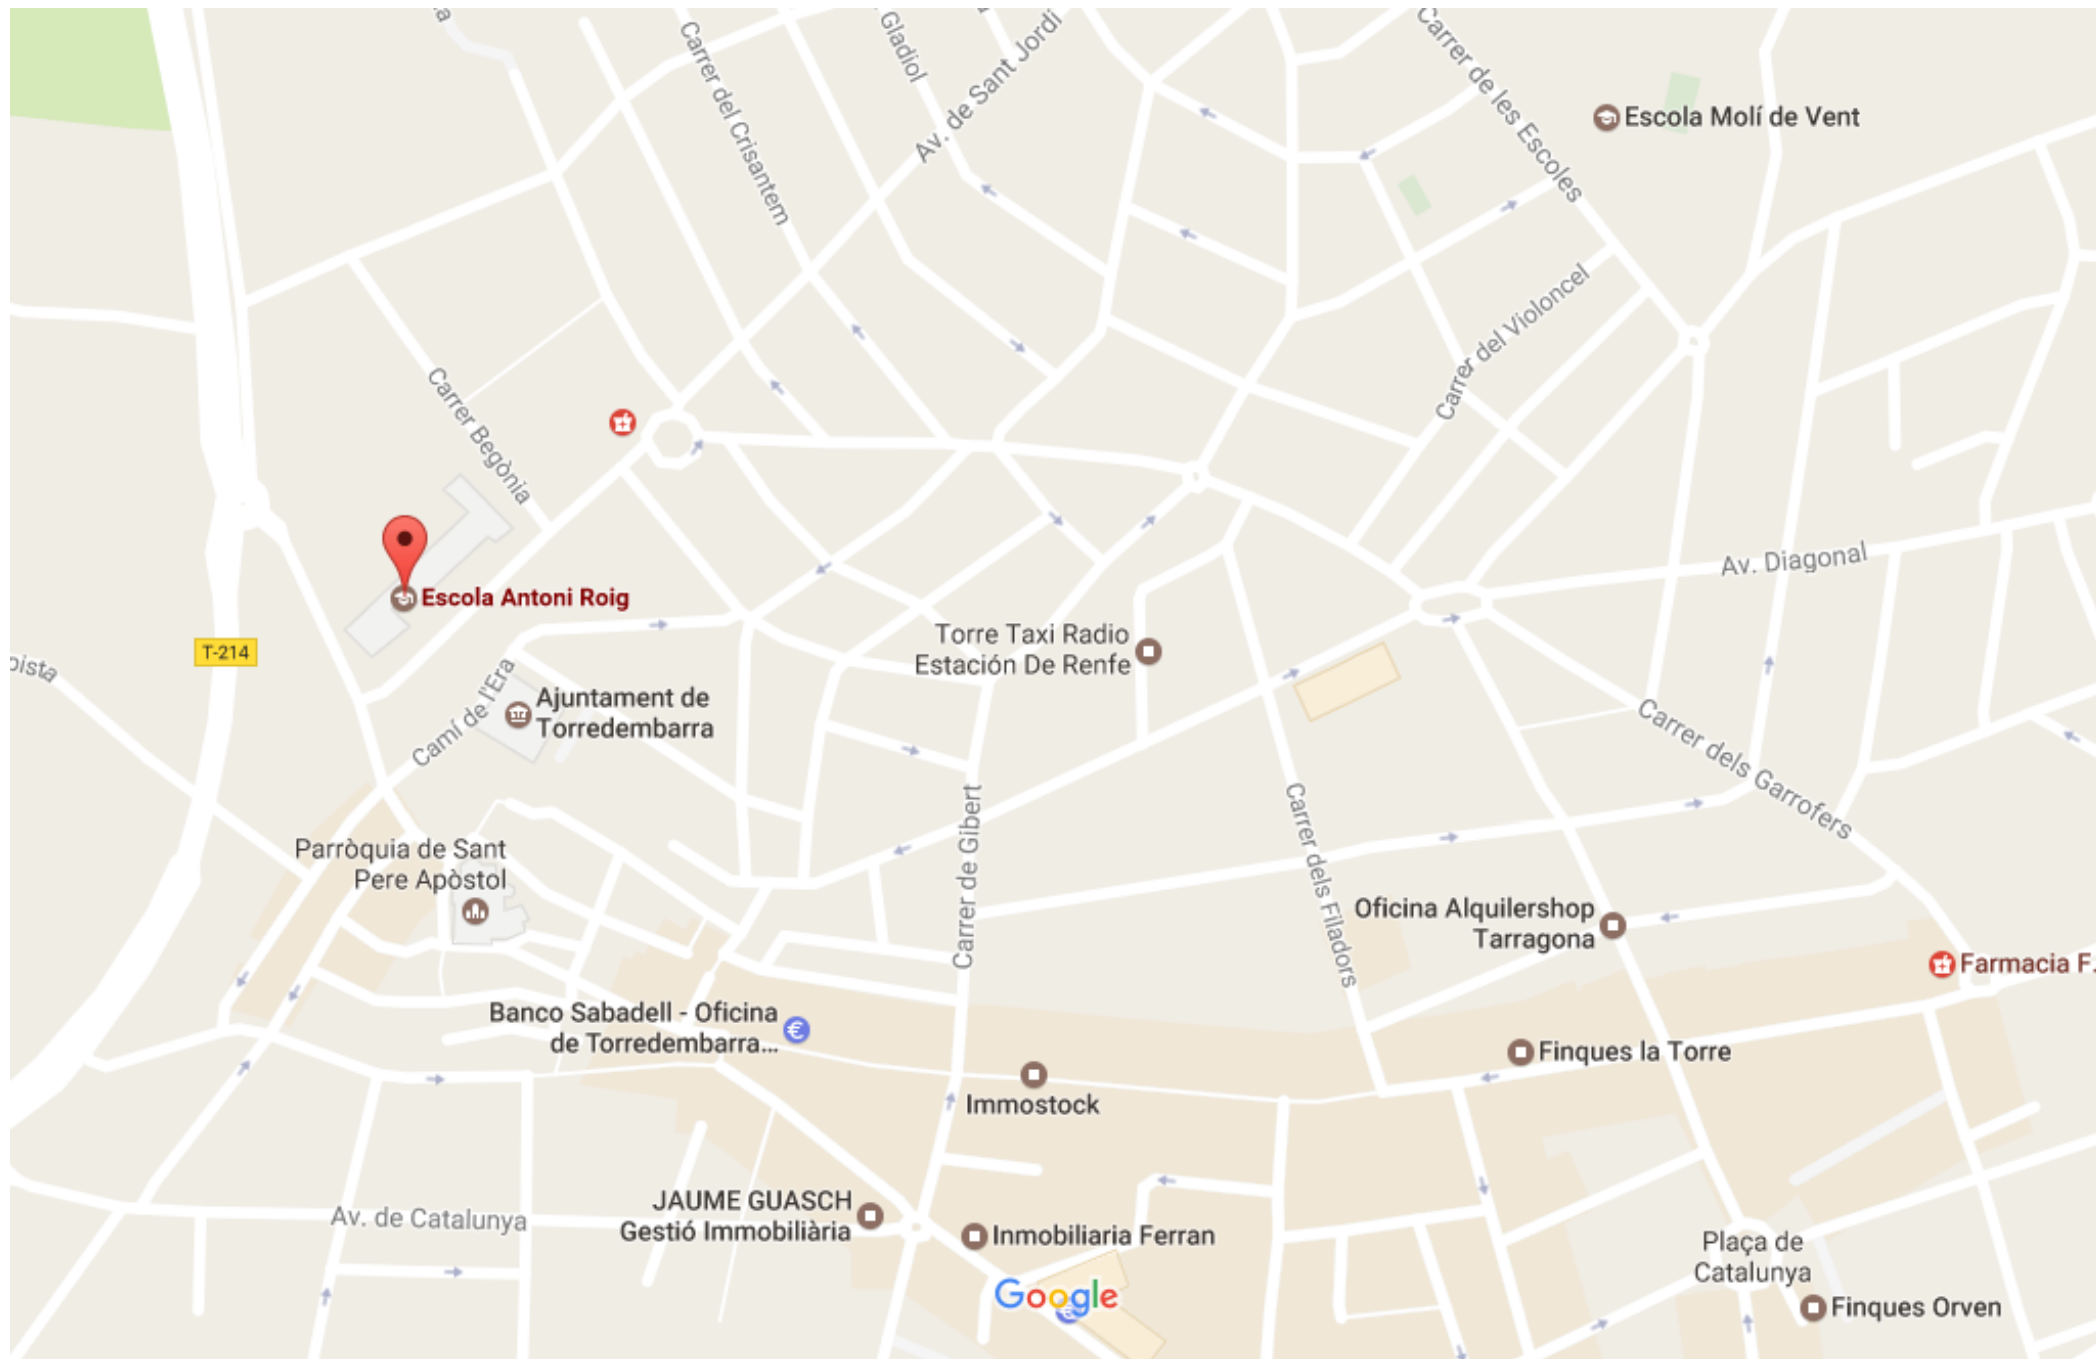 Carrer del Crisantem
Gladiol
Av. de Sant Jordi
Carrer de les Escoles
Escola Molí de Vent
Carrer del Violoncel
Carrer Begònia
Escola Antoni Roig
T-214
pista
Camí de l'Era
Ajuntament de
Torredembarra
Torre Taxi Radio
Estación De Renfe
Av. Diagonal
Carrer dels Garrofers
Carrer de Gibert
Carrer dels Filadors
Parròquia de Sant
Pere Apòstol
Oficina Alquilershop
Tarragona
Farmacia F.
Banco Sabadell - Oficina
de Torredembarra...
€
Finques la Torre
Immostock
Av. de Catalunya
JAUME GUASCH
Gestió Immobiliària
Inmobiliaria Ferran
Plaça de
Catalunya
Google
€
Finques Orven